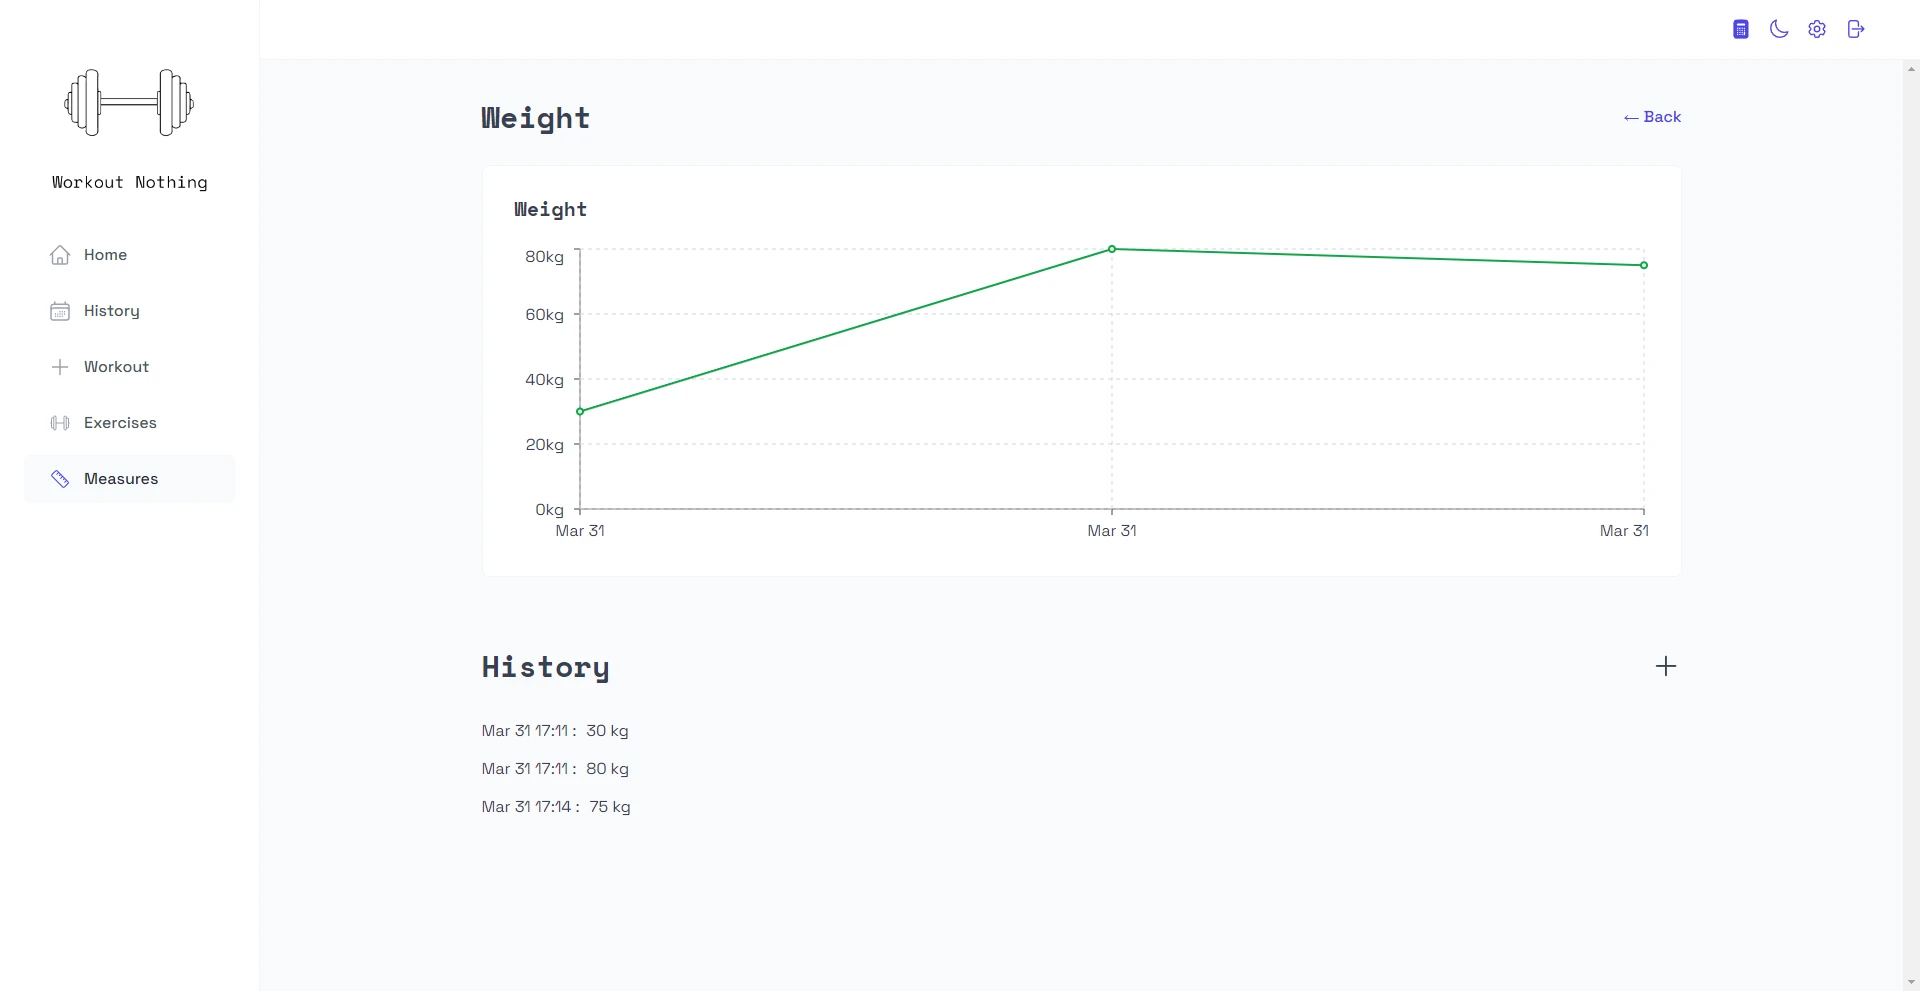 Workout Nothing
Home
History
Workout
Exercises
Measures
Weight
← Back
Weight
80kg
60kg
40kg
20kg
0kg
Mar 31 Mar 31 Mar 31
History
Mar 31 17:11 : 30 kg
Mar 31 17:11 : 80 kg
Mar 31 17:14 : 75 kg